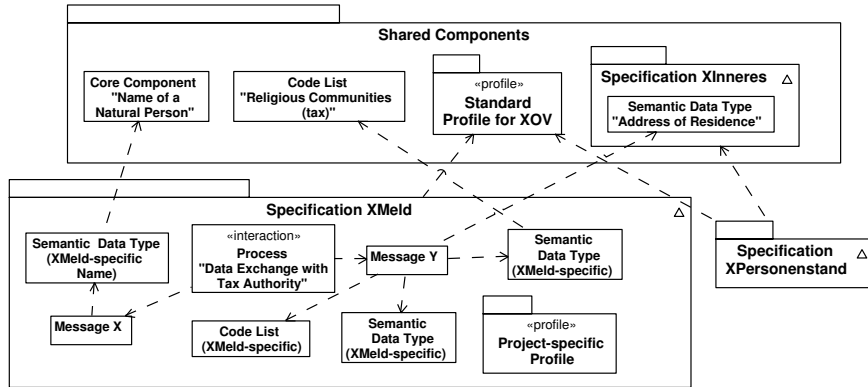 Shared Components
Core Component
"Name of a
Natural Person"
Code List
"Religious Communities
(tax)"
«profile»
Standard
Profile for XOV
Specification XInneres
Semantic Data Type
"Address of Residence"
Specification XMeld
Semantic Data Type
(XMeld-specific
Name)
«interaction»
Process
"Data Exchange with
Tax Authority"
Message Y
Semantic
Data Type
(XMeld-specific)
Specification
XPersonenstand
Message X
Code List
(XMeld-specific)
Semantic
Data Type
(XMeld-specific)
«profile»
Project-specific
Profile